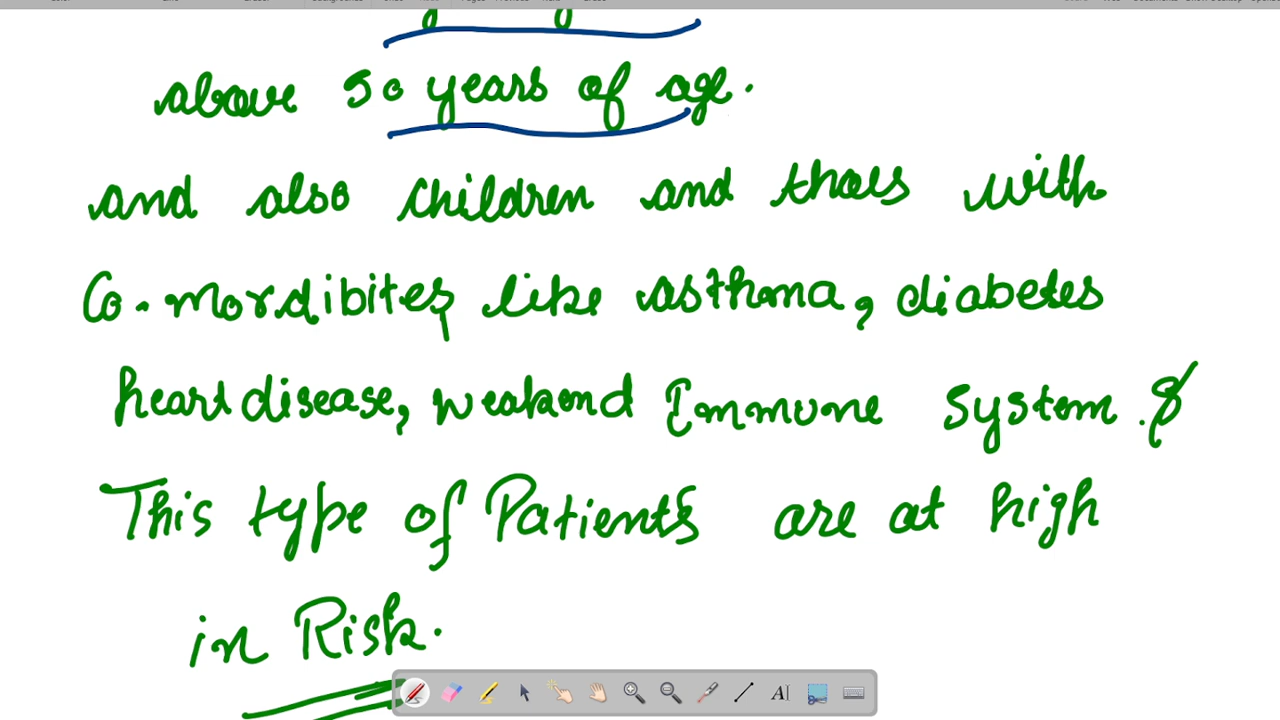 above 50 years of age.
and also children and thoes with
Co-mordibites, like asthma, diabetes
heart disease, weakend Immune system. &
This type of Patients are at high
in Risk.